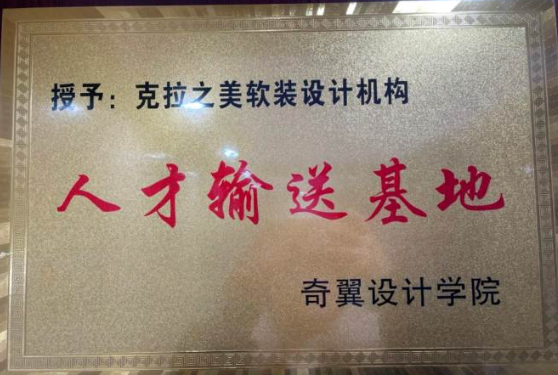 授予：克拉之美软装设计机构
人才输送基地
奇翼设计学院